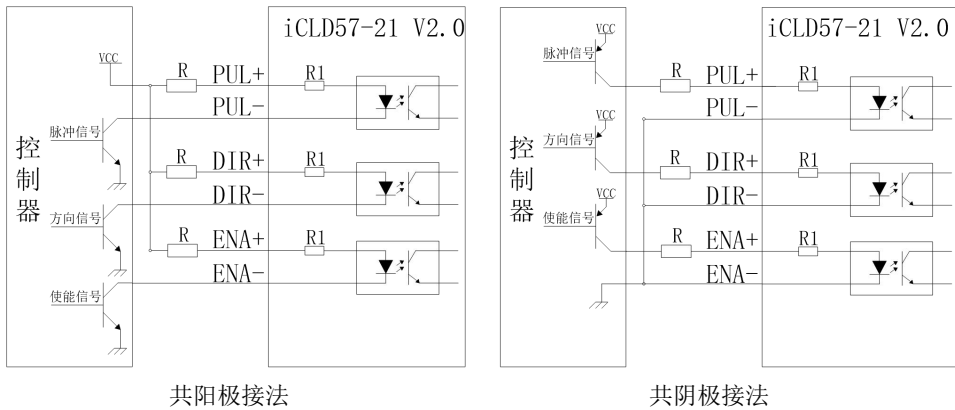 iCLD57-21 V2.0
VCC
R
PUL+
R1
PUL-
脉冲信号
控制器
R
DIR+
R1
DIR-
方向信号
R
ENA+
R1
ENA-
使能信号
共阳极接法
iCLD57-21 V2.0
VCC
脉冲信号
R
PUL+
R1
PUL-
VCC
方向信号
控制器
R
DIR+
R1
DIR-
VCC
使能信号
R
ENA+
R1
ENA-
共阴极接法